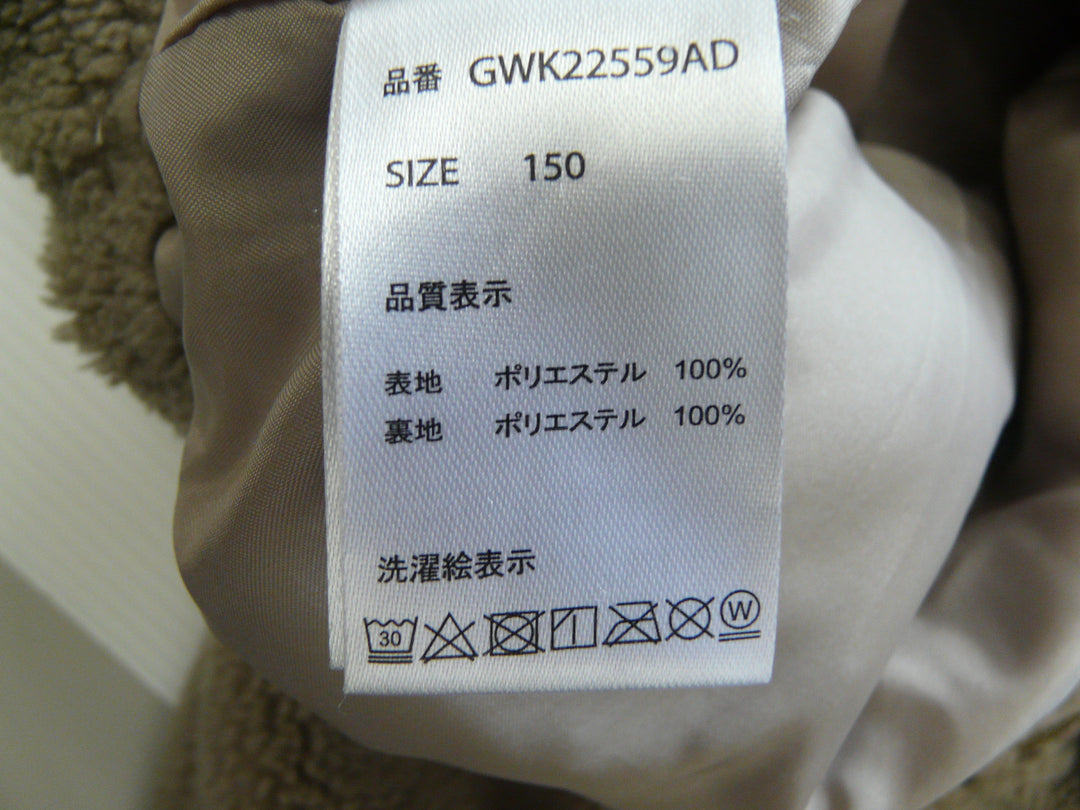 品番 GWK22559AD
SIZE 150
品質表示
表地 ポリエステル 100%
裏地 ポリエステル 100%
洗濯絵表示
30 W